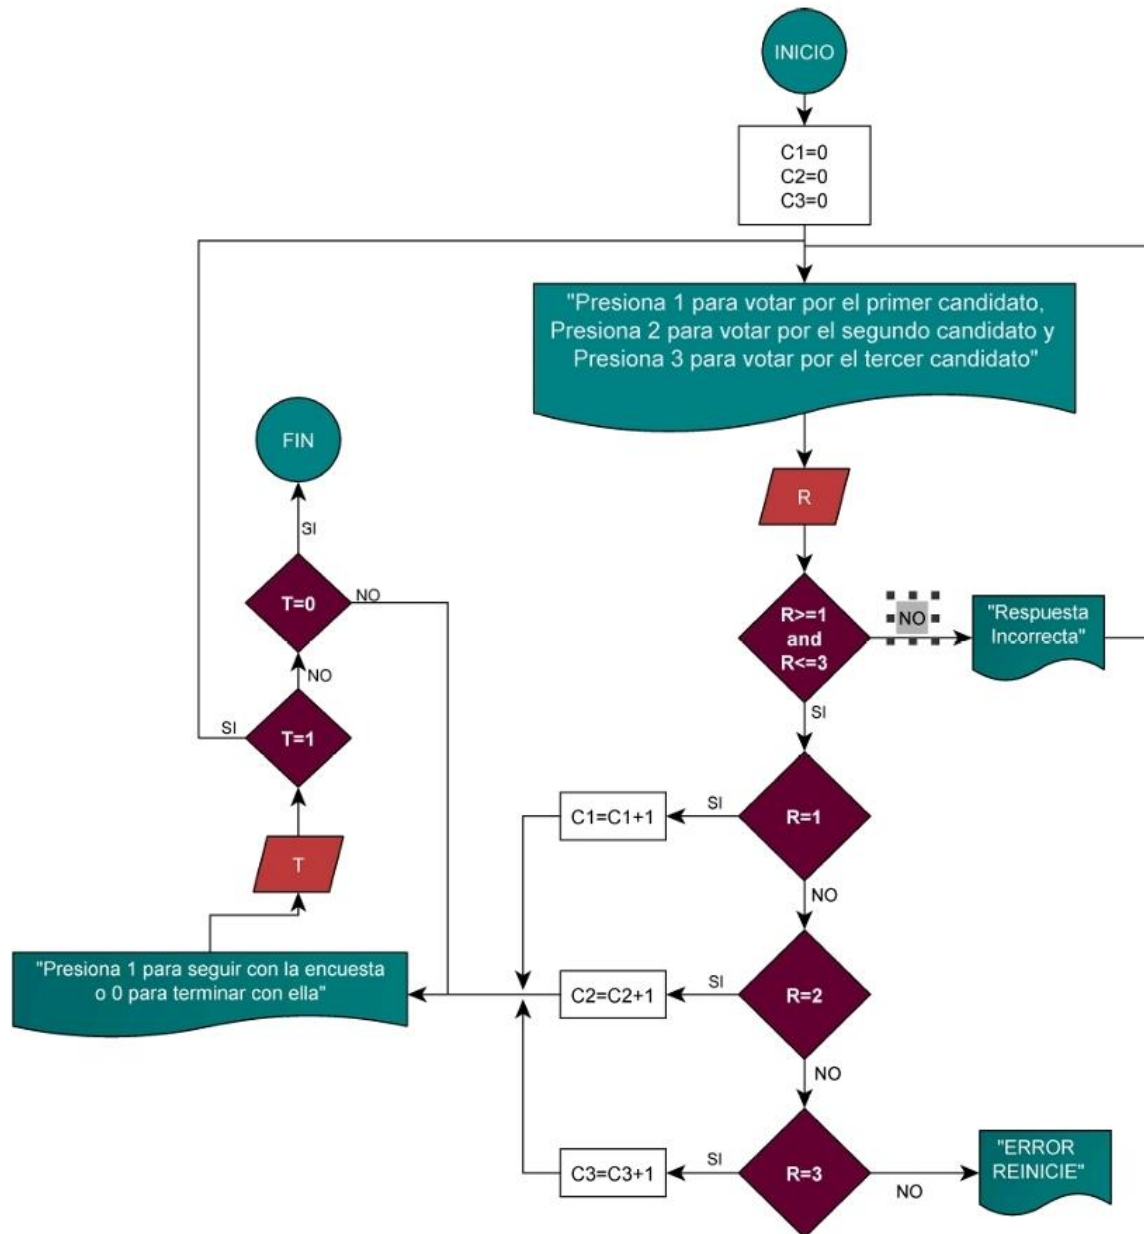 INICIO
C1=0
C2=0
C3=0
"Presiona 1 para votar por el primer candidato,
Presiona 2 para votar por el segundo candidato y
Presiona 3 para votar por el tercer candidato"
R
R>=1
and
R<=3
NO
"Respuesta
Incorrecta"
SI
R=1
SI
C1=C1+1
NO
R=2
SI
C2=C2+1
NO
R=3
SI
C3=C3+1
NO
"ERROR
REINICIE"
"Presiona 1 para seguir con la encuesta
o 0 para terminar con ella"
T
T=1
SI
NO
T=0
NO
SI
FIN